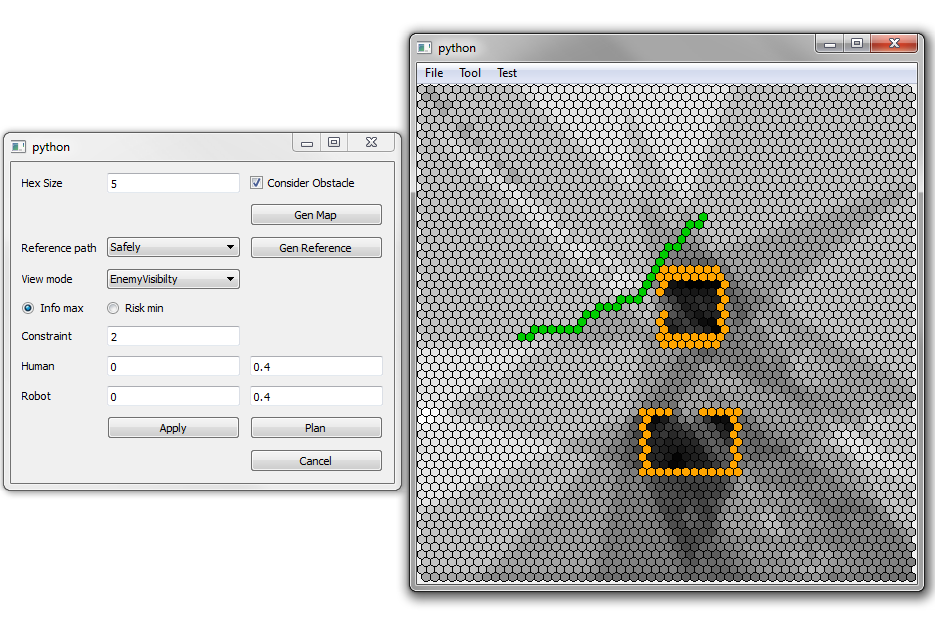 python
Hex Size 5 Consider Obstacle
Gen Map
Reference path Safely Gen Reference
View mode EnemyVisibilty
Info max Risk min
Constraint 2
Human 0 0.4
Robot 0 0.4
Apply Plan
Cancel
python
File Tool Test